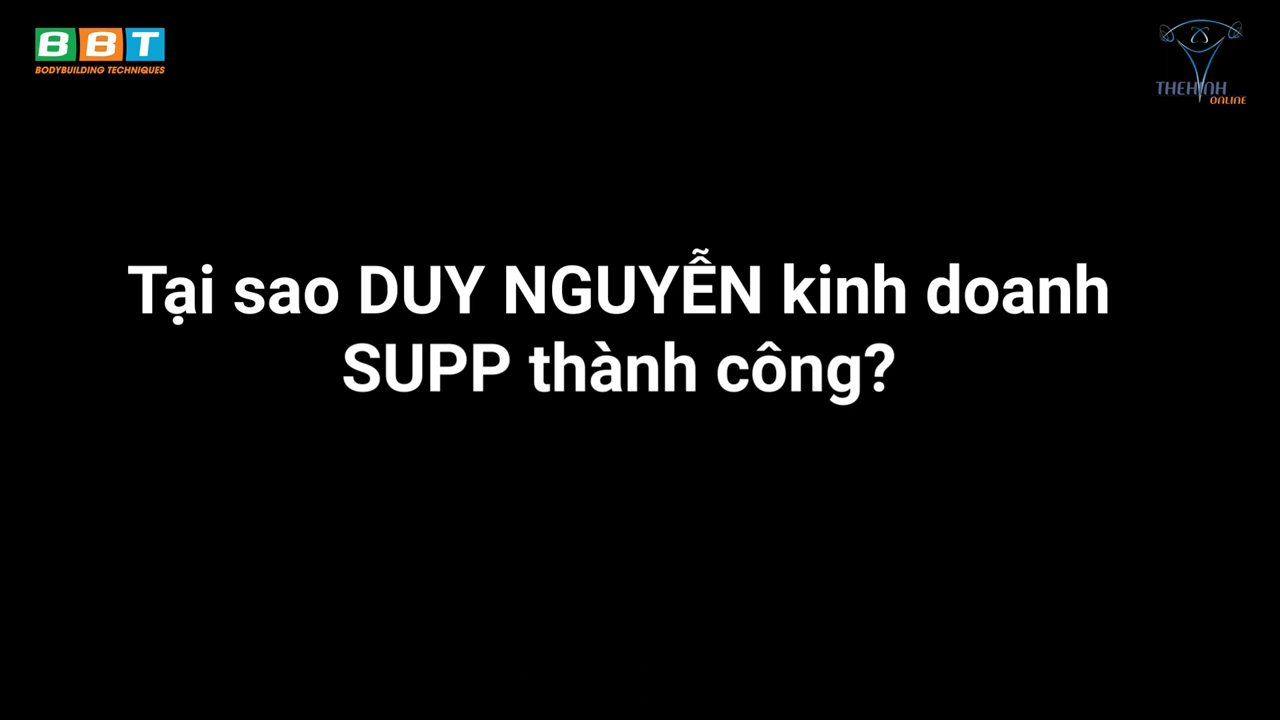 BBT
BODYBUILDING TECHNIQUES
THEHINH
ONLINE
Tại sao DUY NGUYỄN kinh doanh
SUPP thành công?